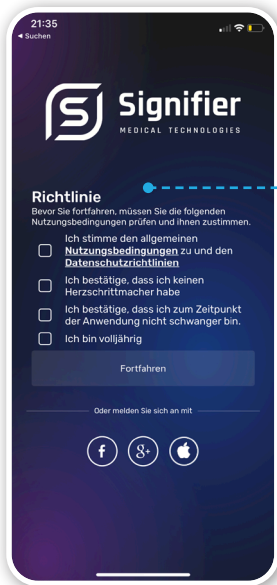 21:35
◀ Suchen
Signifier
MEDICAL TECHNOLOGIES
Richtlinie
Bevor Sie fortfahren, müssen Sie die folgenden
Nutzungsbedingungen prüfen und ihnen zustimmen.
Ich stimme den allgemeinen
Nutzungsbedingungen zu und den
Datenschutzrichtlinien
Ich bestätige, dass ich keinen
Herzschrittmacher habe
Ich bestätige, dass ich zum Zeitpunkt
der Anwendung nicht schwanger bin.
Ich bin volljährig
Fortfahren
Oder melden Sie sich an mit
f g+